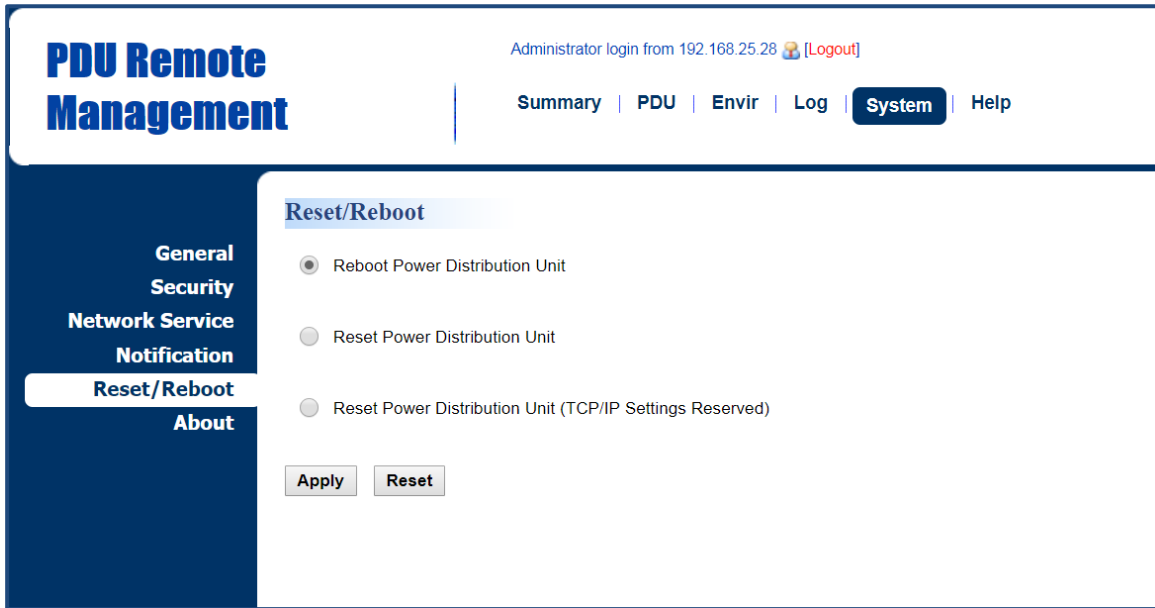 PDU Remote
Management
Administrator login from 192.168.25.28 [Logout]
Summary | PDU | Envir | Log | System | Help
General
Security
Network Service
Notification
Reset/Reboot
About
Reset/Reboot
Reboot Power Distribution Unit
Reset Power Distribution Unit
Reset Power Distribution Unit (TCP/IP Settings Reserved)
Apply Reset